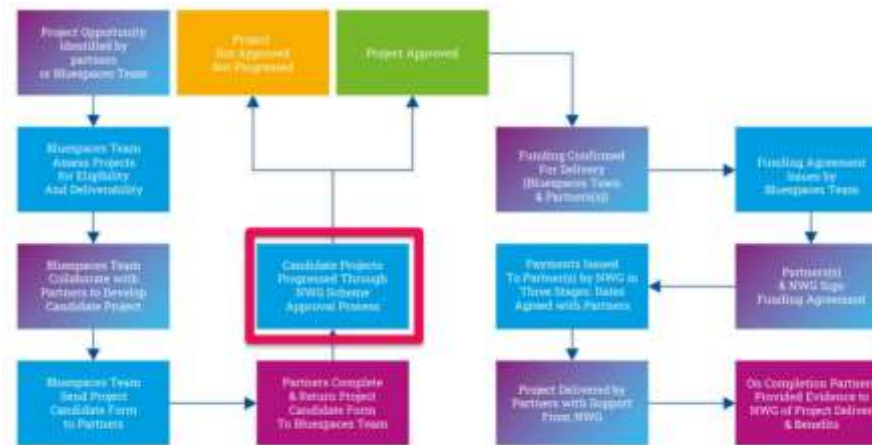 Project Opportunity
Identified by
partners
or Bluespaces Team
Project
Not Approved
Not Progressed
Project Approved
Bluespaces Team
Assess Projects
for Eligibility
And Deliverability
Funding Confirmed
For Delivery
(Bluespaces Team
& Partners(s))
Funding Agreement
Issues by
Bluespaces Team
Bluespaces Team
Collaborate with
Partners to Develop
Candidate Project
Candidate Projects
Progressed Through
NWG Scheme
Approval Process
Payments Issued
To Partner(s) by NWG in
Three Stages: Dates
Agreed with Partners
Partners(s)
& NWG Sign
Funding Agreement
Bluespaces Team
Send Project
Candidate Form
to Partners
Partners Complete
& Return Project
Candidate Form
To Bluespaces Team
Project Delivered by
Partners with Support
From NWG
On Completion Partner
Provided Evidence to
NWG of Project Deliver
& Benefits